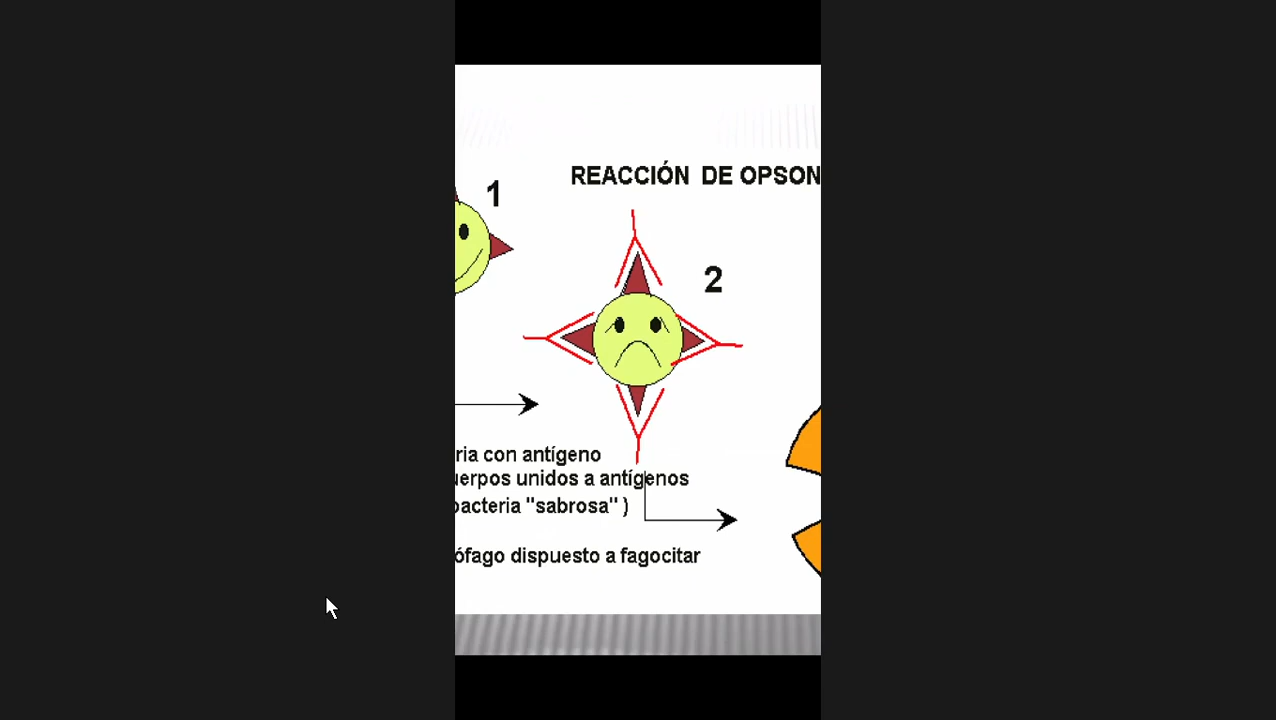 REACCIÓN DE OPSON
1
2
ria con antígeno
uerpos unidos a antígenos
bacteria "sabrosa" )
ófago dispuesto a fagocitar